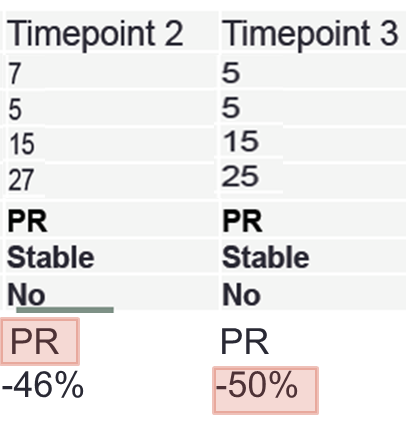 Timepoint 2 Timepoint 3
7 5
5 5
15 15
27 25
PR PR
Stable Stable
No No
PR PR
-46% -50%